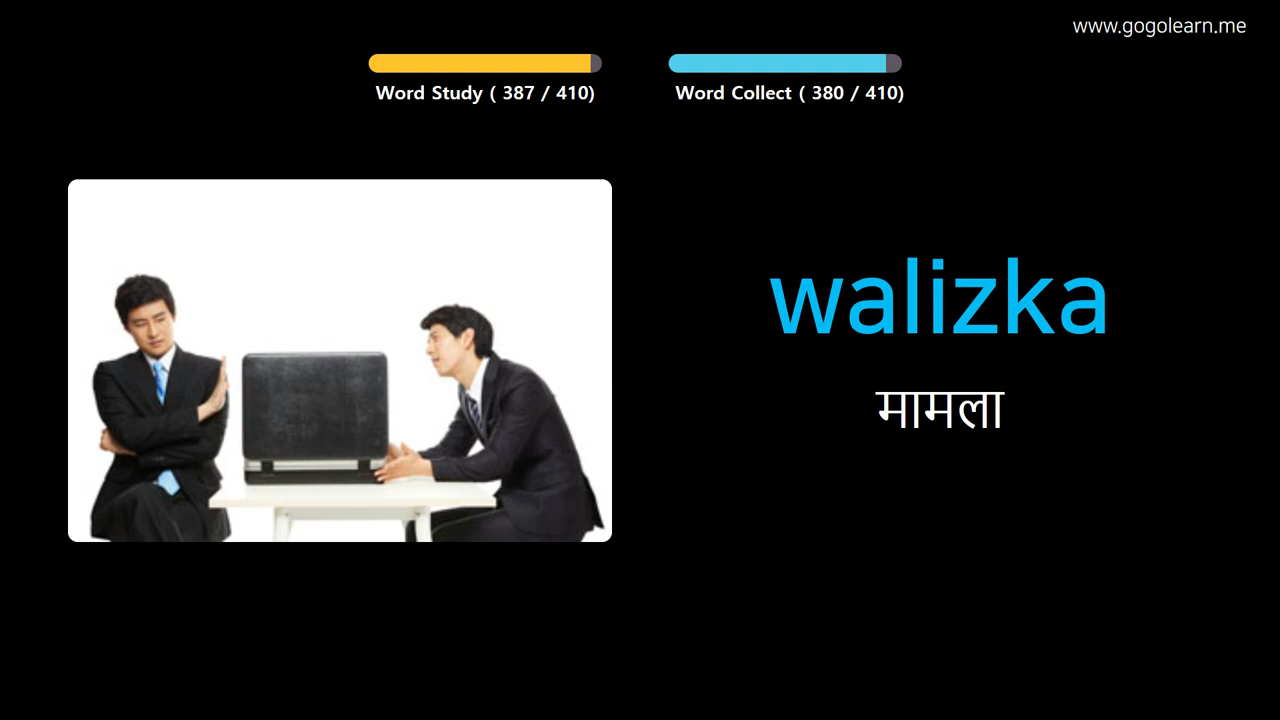 www.gogolearn.me
Word Study ( 387 / 410)
Word Collect ( 380 / 410)
walizka
मामला